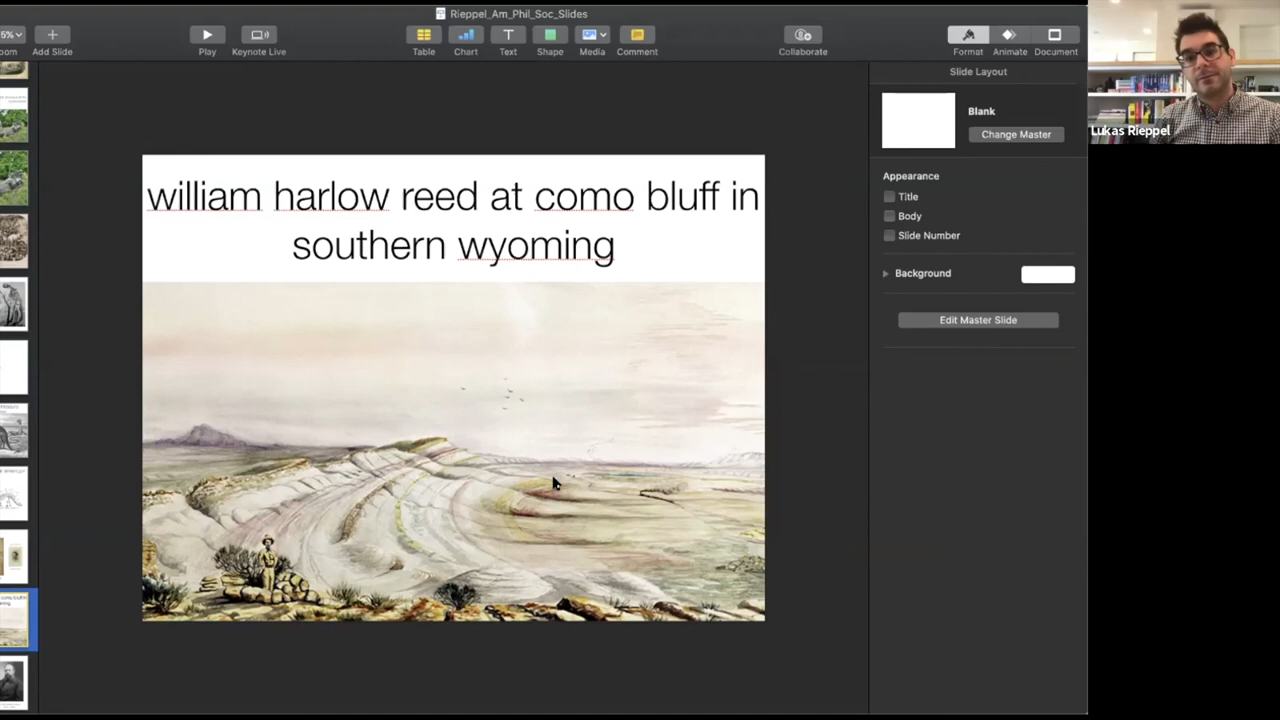 Rieppel_Am_Phil_Soc_Slides
5%
Add Slide
Play
Keynote Live
Table
Chart
Text
Shape
Media
Comment
Collaborate
Format
Animate
Document
Slide Layout
Blank
Change Master
Appearance
Title
Body
Slide Number
Background
Edit Master Slide
william harlow reed at como bluff in
southern wyoming
Lukas Rieppel